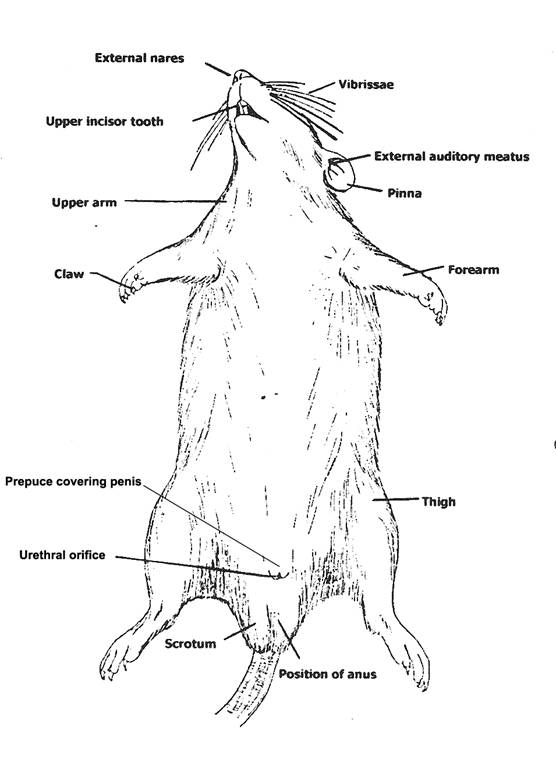 External nares
Vibrissae
Upper incisor tooth
External auditory meatus
Pinna
Upper arm
Claw
Forearm
Prepuce covering penis
Thigh
Urethral orifice
Scrotum
Position of anus